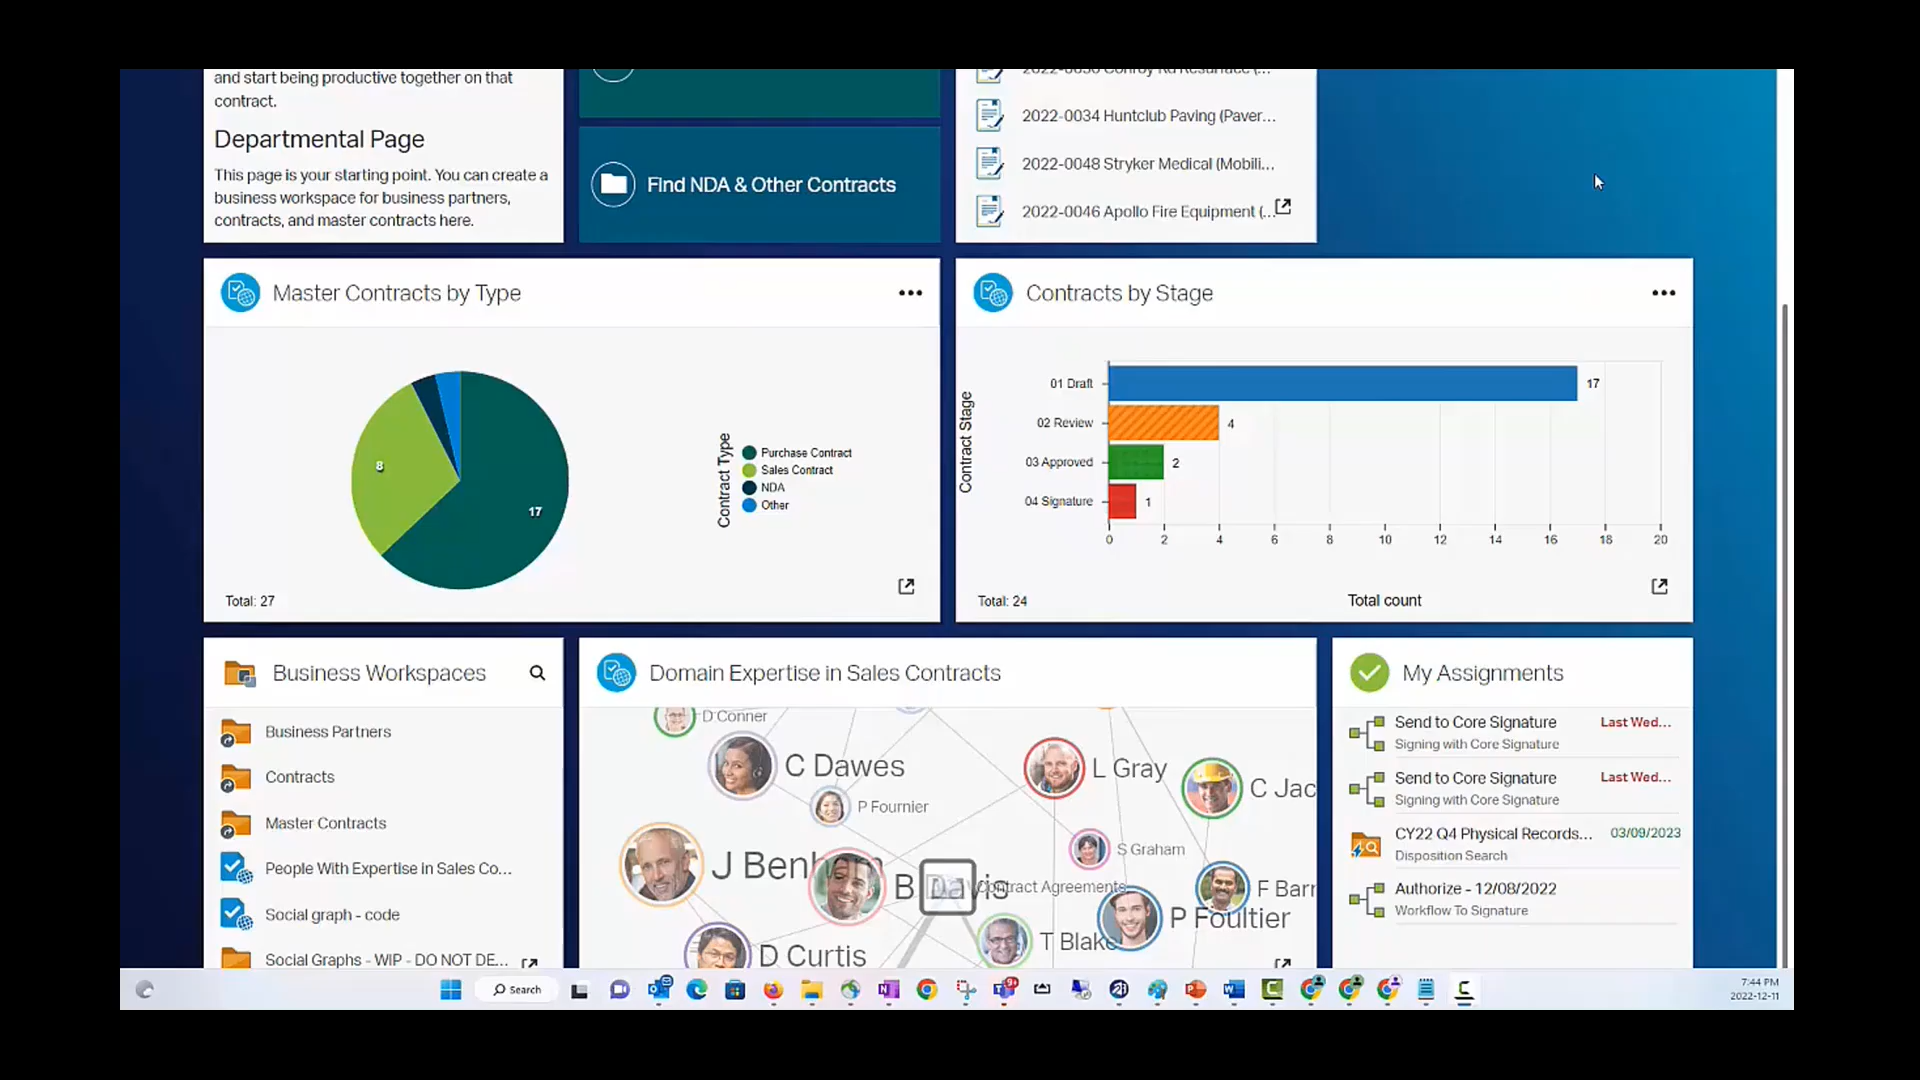 and start being productive together on that
contract.
Departmental Page
This page is your starting point. You can create a
business workspace for business partners,
contracts, and master contracts here.
Find NDA & Other Contracts
2022-0034 Huntclub Paving (Paver...
2022-0048 Stryker Medical (Mobili...
2022-0046 Apollo Fire Equipment (...
Master Contracts by Type
8
17
Contract Type
Purchase Contract
Sales Contract
NDA
Other
Total: 27
Contracts by Stage
Contract Stage
01 Draft
17
02 Review
4
03 Approved
2
04 Signature
1
0 2 4 6 8 10 12 14 16 18 20
Total: 24
Total count
Business Workspaces
Business Partners
Contracts
Master Contracts
People With Expertise in Sales Co...
Social graph - code
Social Graphs - WIP - DO NOT DE...
Domain Expertise in Sales Contracts
D Conner
C Dawes
L Gray
C Jac
P Fournier
S Graham
J Benham
B Davis
Contract Agreements
F Barr
P Foultier
T Blake
D Curtis
My Assignments
Send to Core Signature Last Wed...
Signing with Core Signature
Send to Core Signature Last Wed...
Signing with Core Signature
CY22 Q4 Physical Records... 03/09/2023
Disposition Search
Authorize - 12/08/2022
Workflow To Signature
Search
7:44 PM
2022-12-11